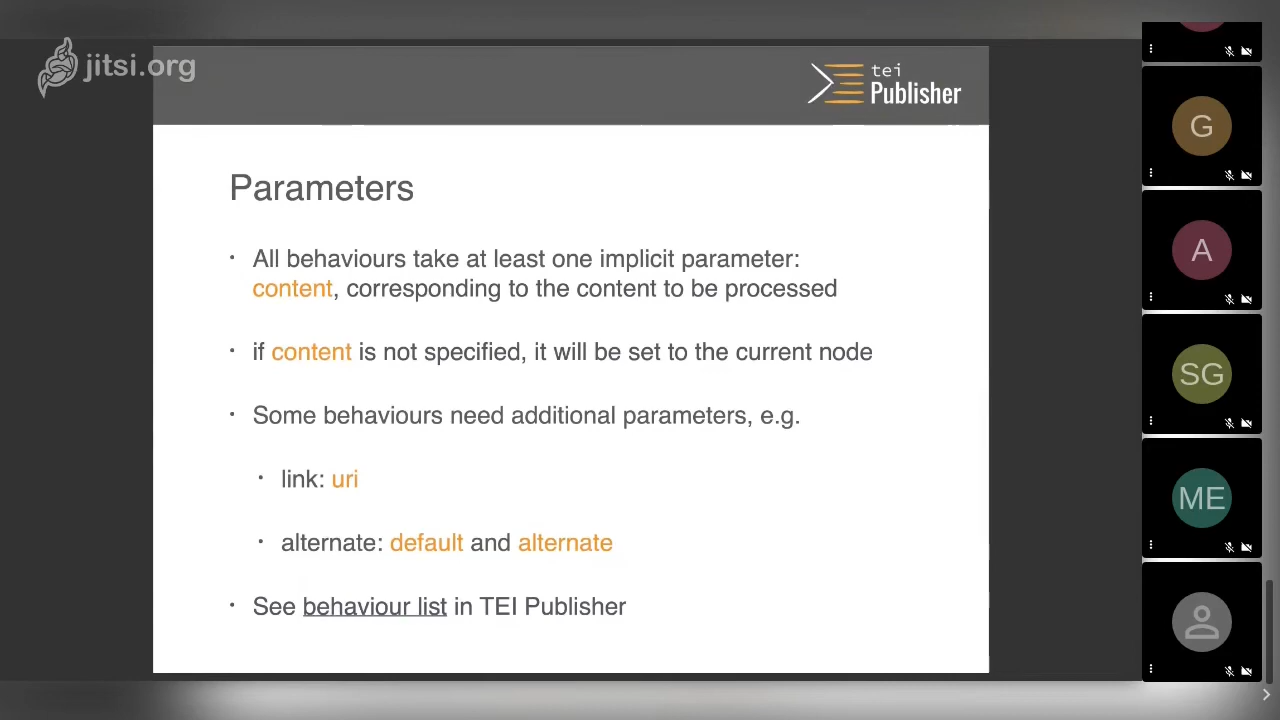 jitsi.org
tei
Publisher
Parameters
· All behaviours take at least one implicit parameter:
content, corresponding to the content to be processed
· if content is not specified, it will be set to the current node
· Some behaviours need additional parameters, e.g.
· link: uri
· alternate: default and alternate
· See behaviour list in TEI Publisher
G
A
SG
ME